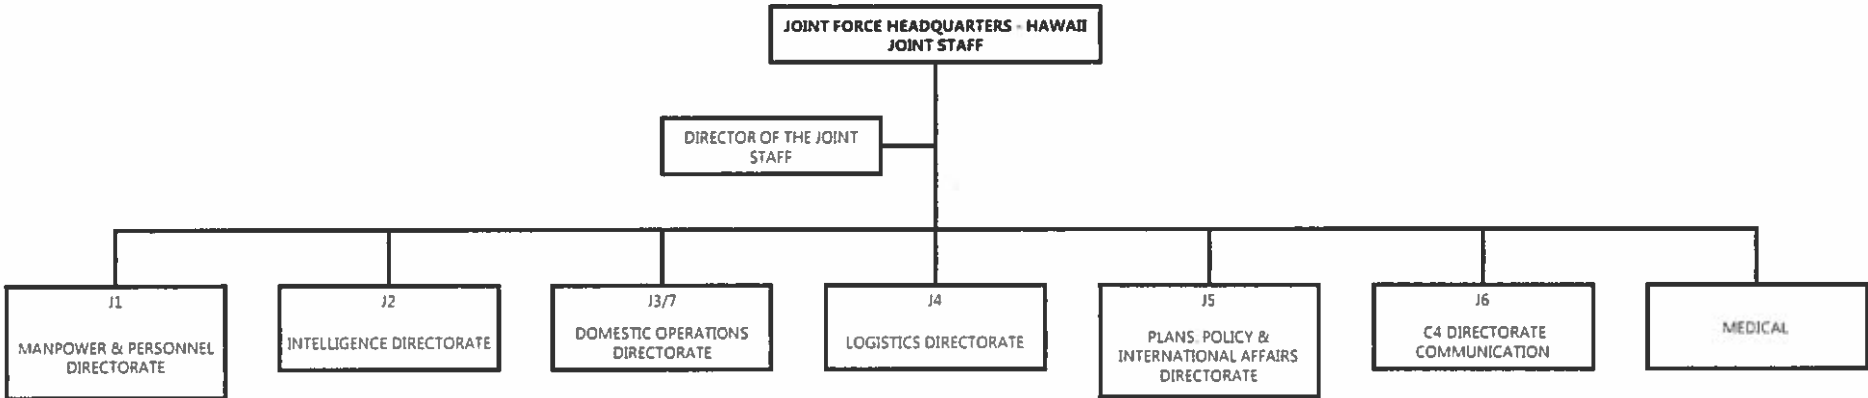 JOINT FORCE HEADQUARTERS - HAWAII
JOINT STAFF
DIRECTOR OF THE JOINT
STAFF
J1
MANPOWER & PERSONNEL
DIRECTORATE
J2
INTELLIGENCE DIRECTORATE
J3/7
DOMESTIC OPERATIONS
DIRECTORATE
J4
LOGISTICS DIRECTORATE
J5
PLANS, POLICY &
INTERNATIONAL AFFAIRS
DIRECTORATE
J6
C4 DIRECTORATE
COMMUNICATION
MEDICAL